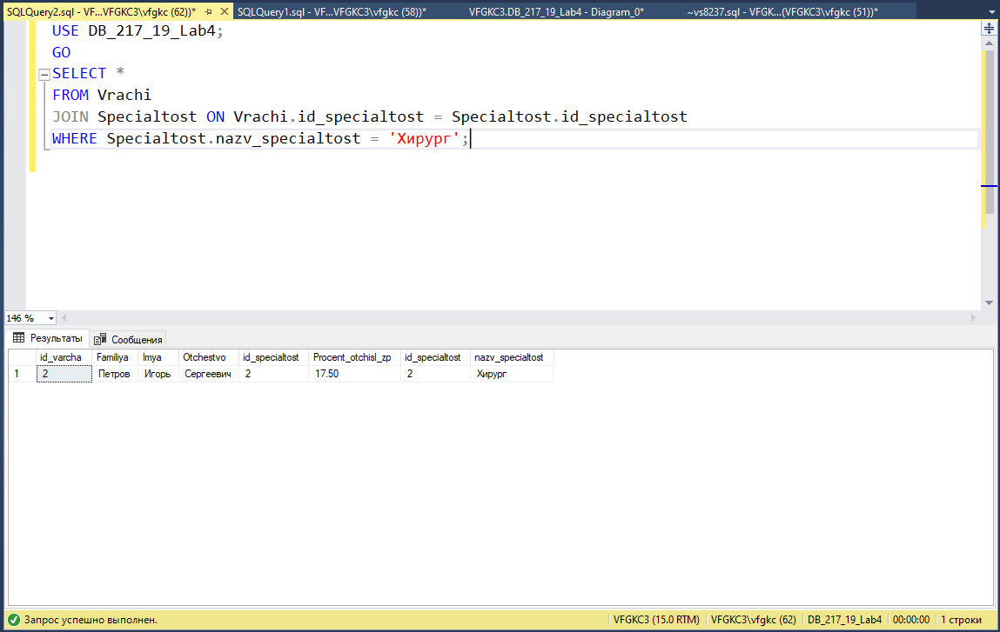 SQLQuery2.sql - VF...VFGKC3\vfgkc (62))* SQLQuery1.sql - VF...VFGKC3\vfgkc (58))* VFGKC3.DB_217_19_Lab4 - Diagram_0* ~vs8237.sql - VFGK...(VFGKC3\vfgkc (51))*
USE DB_217_19_Lab4;
GO
SELECT *
FROM Vrachi
JOIN Specialtost ON Vrachi.id_specialtost = Specialtost.id_specialtost
WHERE Specialtost.nazv_specialtost = 'Хирург';
146 %
Результаты Сообщения
id_varcha Familiya Imya Otchestvo id_specialtost Procent_otchisl_zp id_specialtost nazv_specialtost
1 2 Петров Игорь Сергеевич 2 17.50 2 Хирург
Запрос успешно выполнен. VFGKC3 (15.0 RTM) VFGKC3\vfgkc (62) DB_217_19_Lab4 00:00:00 1 строки